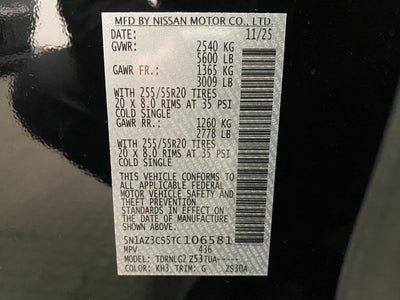 MFD BY NISSAN MOTOR CO., LTD.
DATE: 11/25
GVWR: 2540 KG
5600 LB
GAWR FR.: 1365 KG
3009 LB
WITH 255/55R20 TIRES
20 X 8.0 RIMS AT 35 PSI
COLD SINGLE
GAWR RR.: 1260 KG
2778 LB
WITH 255/55R20 TIRES
20 X 8.0 RIMS AT 35 PSI
COLD SINGLE
THIS VEHICLE CONFORMS TO
ALL APPLICABLE FEDERAL
MOTOR VEHICLE SAFETY AND
THEFT PREVENTION
STANDARDS IN EFFECT ON
THE DATE OF MANUFACTURE
SHOWN ABOVE
5N1AZ3CS5TC106581
MPV 436
MODEL: TDRNLG2 Z53TUA-----
COLOR: KH3 TRIM: G ZS30A